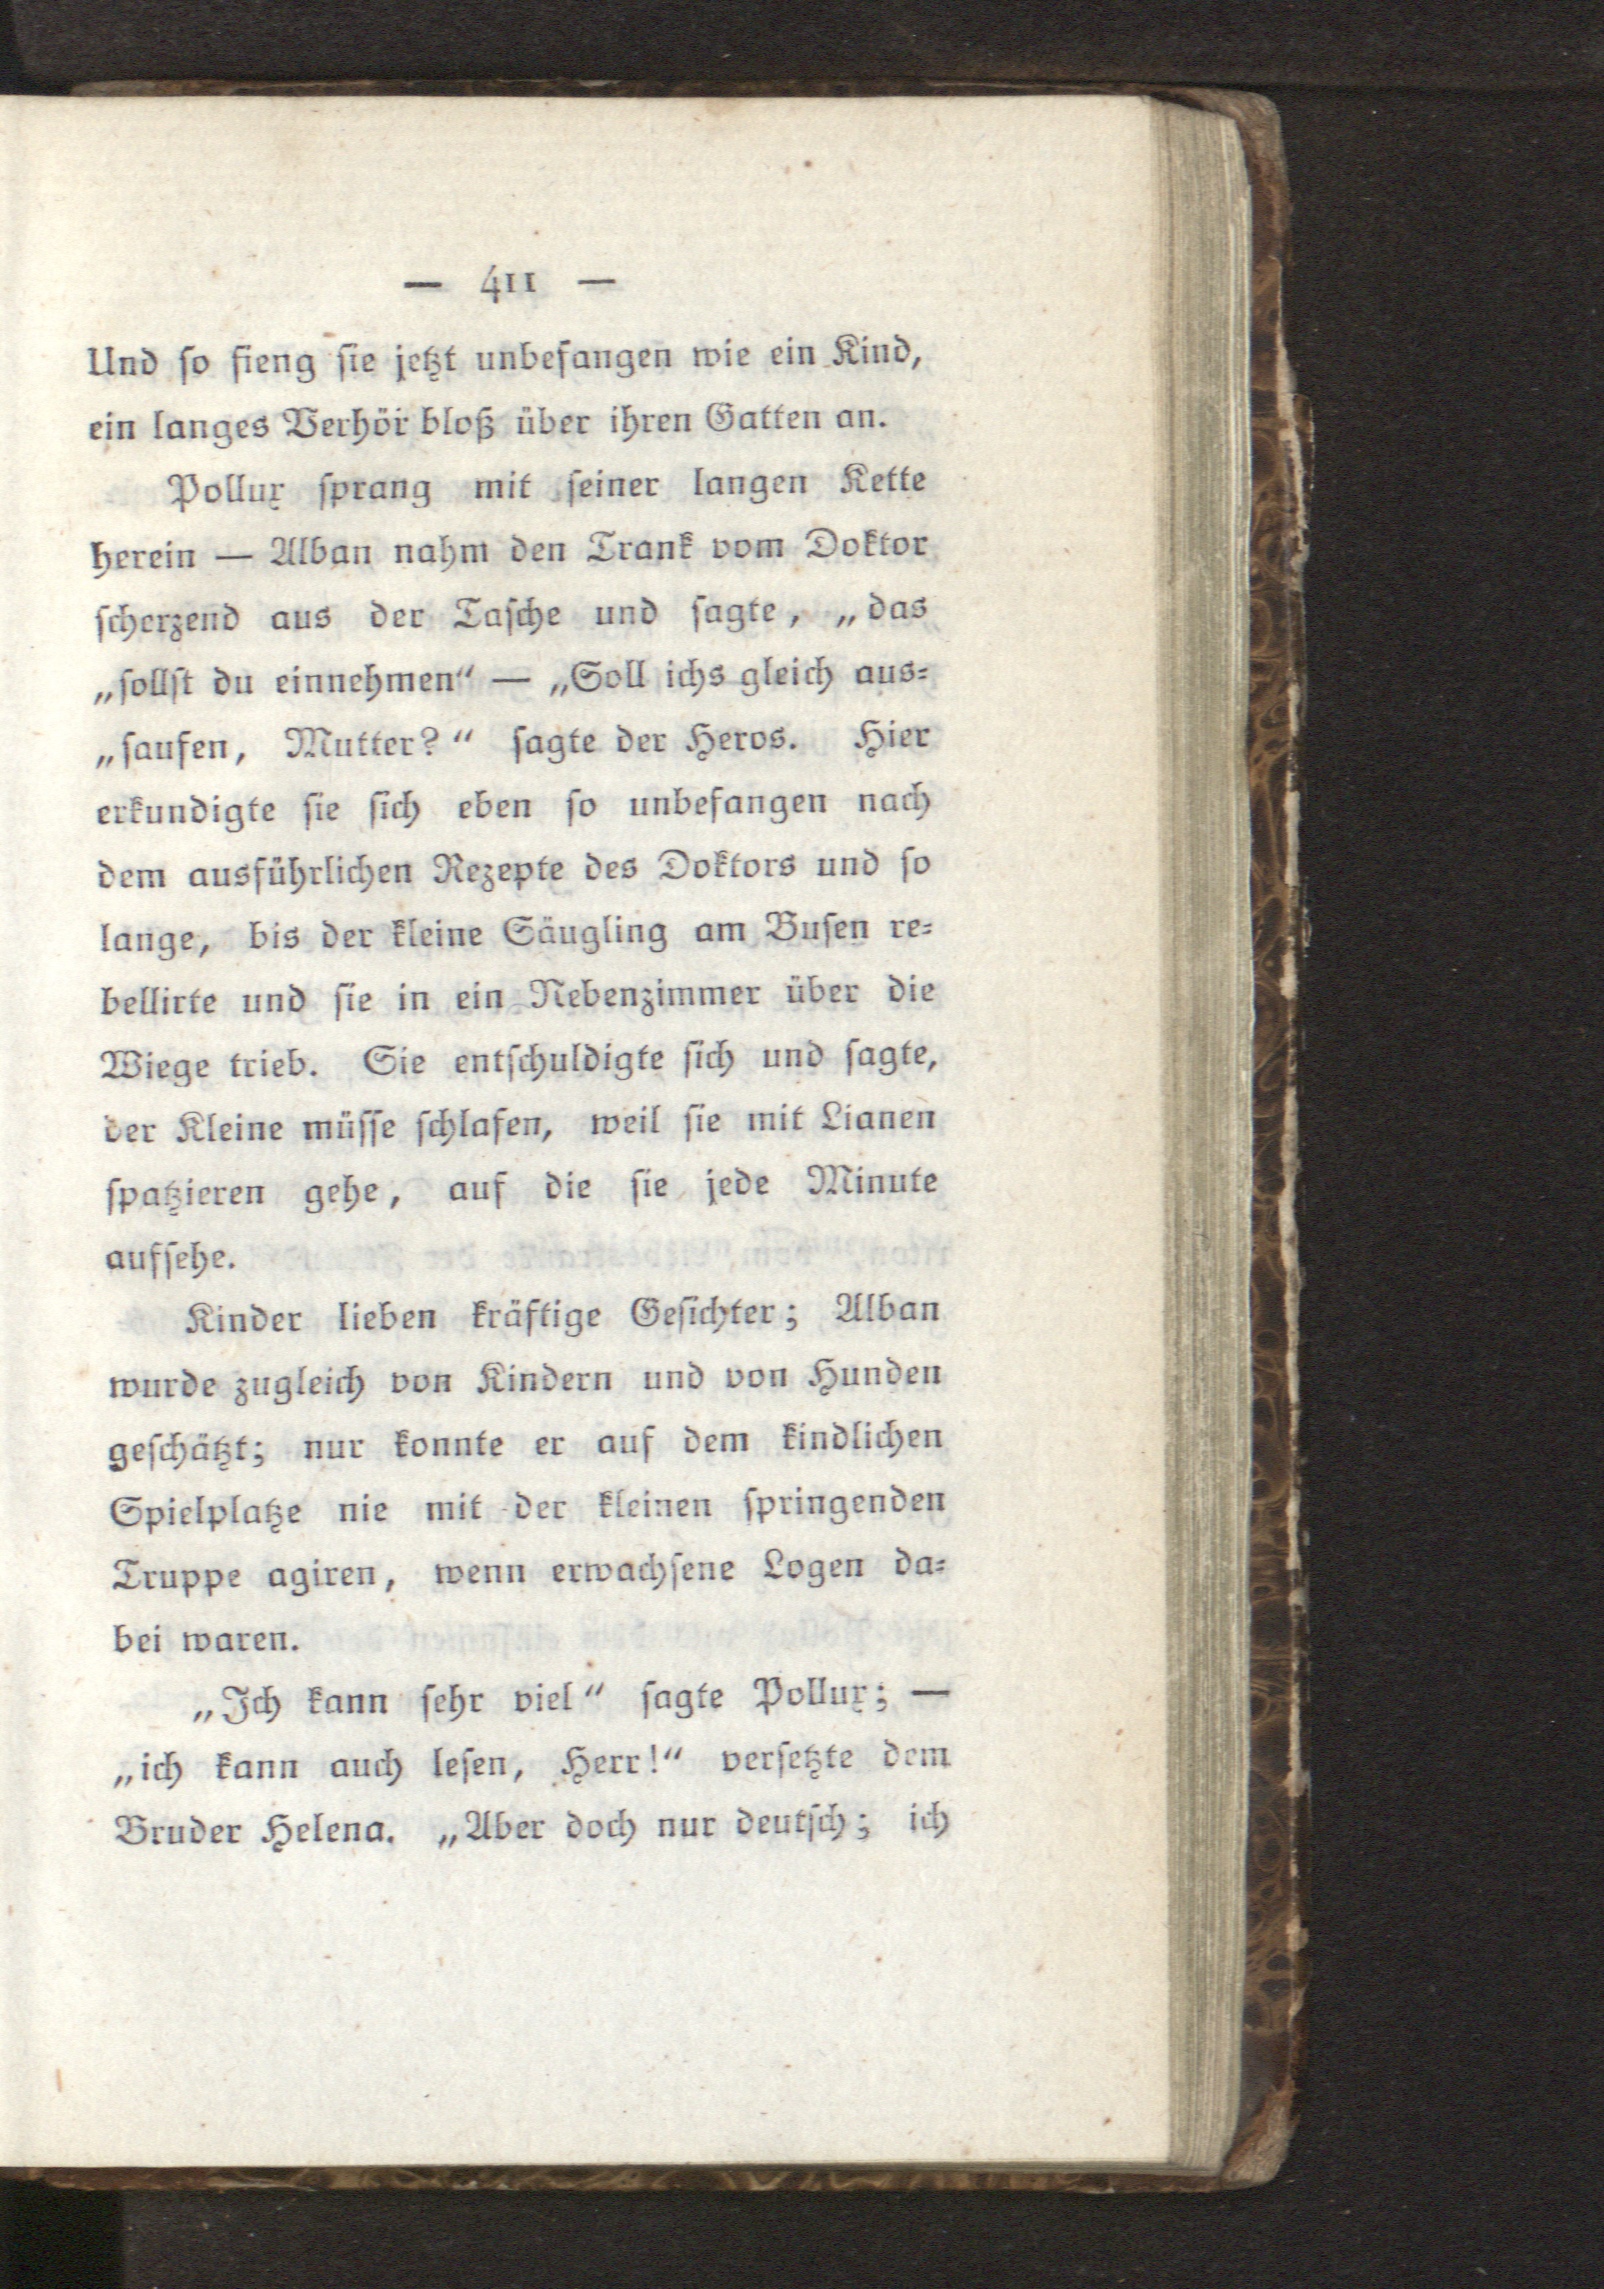 — 411 —
Und ſo fieng ſie jetzt unbefangen wie ein Kind,
ein langes Verhör bloß über ihren Gatten an.
Pollux ſprang mit ſeiner langen Kette
herein — Alban nahm den Trank vom Doktor
ſcherzend aus der Taſche und ſagte, „das
„ſollſt du einnehmen“ — „Soll ichs gleich aus⸗
„ſaufen, Mutter?“ ſagte der Heros. Hier
erkundigte ſie ſich eben ſo unbefangen nach
dem ausführlichen Rezepte des Doktors und ſo
lange, bis der kleine Säugling am Buſen re⸗
bellirte und ſie in ein Nebenzimmer über die
Wiege trieb. Sie entſchuldigte ſich und ſagte,
der Kleine müſſe ſchlafen, weil ſie mit Lianen
ſpatzieren gehe, auf die ſie jede Minute
aufſehe.
Kinder lieben kräftige Geſichter; Alban
wurde zugleich von Kindern und von Hunden
geſchätzt; nur konnte er auf dem kindlichen
Spielplatze nie mit der kleinen ſpringenden
Truppe agiren, wenn erwachſene Logen da⸗
bei waren.
„Ich kann ſehr viel“ ſagte Pollux; —
„ich kann auch leſen, Herr!“ verſetzte dem
Bruder Helena. „Aber doch nur deutſch; ich